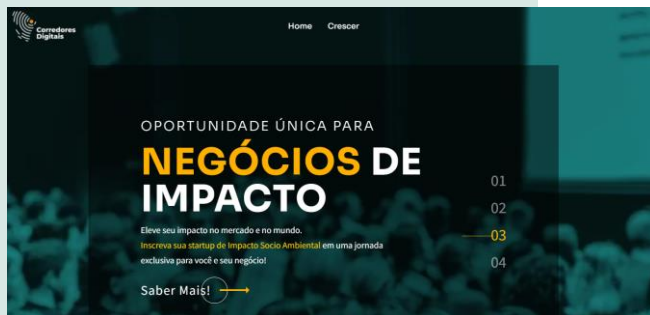 Corredores
Digitais
Home Crescer
OPORTUNIDADE ÚNICA PARA
NEGÓCIOS DE
IMPACTO
Eleve seu impacto no mercado e no mundo.
Inscreva sua startup de Impacto Socio Ambiental em uma jornada
exclusiva para você e seu negócio!
Saber Mais!
01
02
03
04